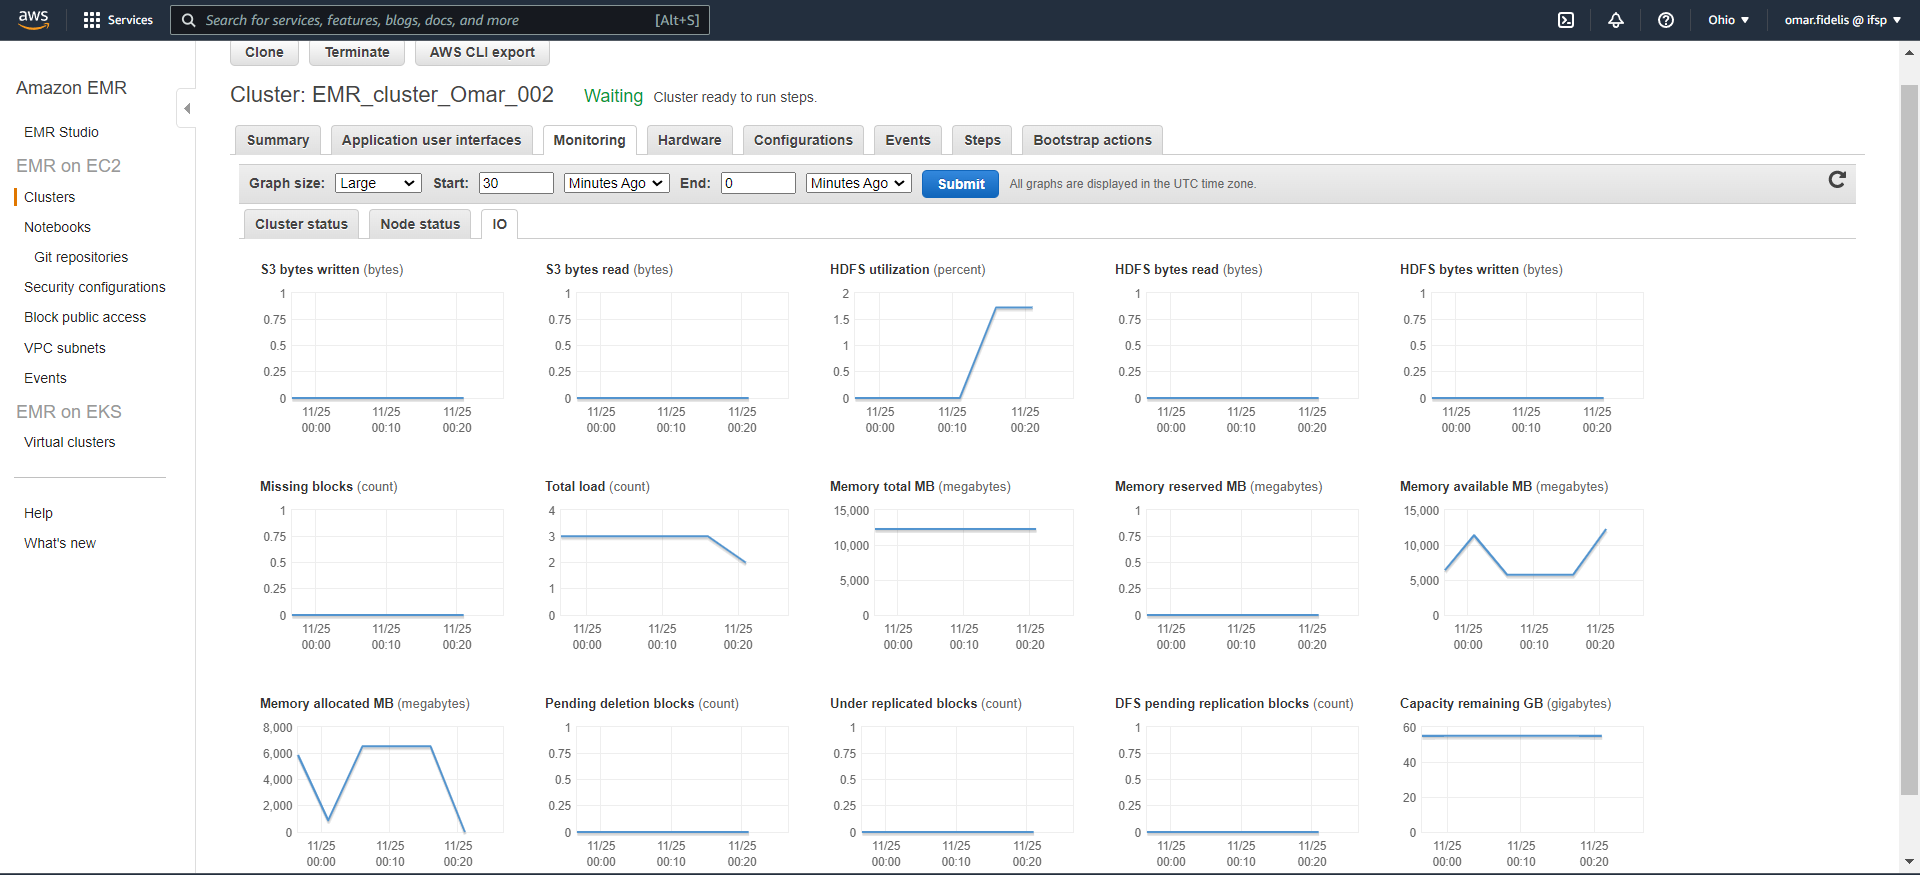 aws
Services
Search for services, features, blogs, docs, and more
[Alt+S]
Ohio
omar.fidelis @ ifsp
Clone
Terminate
AWS CLI export
Amazon EMR
EMR Studio
EMR on EC2
Clusters
Notebooks
Git repositories
Security configurations
Block public access
VPC subnets
Events
EMR on EKS
Virtual clusters
Help
What's new
Cluster: EMR_cluster_Omar_002 Waiting Cluster ready to run steps.
Summary
Application user interfaces
Monitoring
Hardware
Configurations
Events
Steps
Bootstrap actions
Graph size: Large Start: 30 Minutes Ago End: 0 Minutes Ago Submit All graphs are displayed in the UTC time zone.
Cluster status
Node status
IO
S3 bytes written (bytes)
1
0.75
0.5
0.25
0
11/25 11/25 11/25
00:00 00:10 00:20
S3 bytes read (bytes)
1
0.75
0.5
0.25
0
11/25 11/25 11/25
00:00 00:10 00:20
HDFS utilization (percent)
2
1.5
1
0.5
0
11/25 11/25 11/25
00:00 00:10 00:20
HDFS bytes read (bytes)
1
0.75
0.5
0.25
0
11/25 11/25 11/25
00:00 00:10 00:20
HDFS bytes written (bytes)
1
0.75
0.5
0.25
0
11/25 11/25 11/25
00:00 00:10 00:20
Missing blocks (count)
1
0.75
0.5
0.25
0
11/25 11/25 11/25
00:00 00:10 00:20
Total load (count)
4
3
2
1
0
11/25 11/25 11/25
00:00 00:10 00:20
Memory total MB (megabytes)
15,000
10,000
5,000
0
11/25 11/25 11/25
00:00 00:10 00:20
Memory reserved MB (megabytes)
1
0.75
0.5
0.25
0
11/25 11/25 11/25
00:00 00:10 00:20
Memory available MB (megabytes)
15,000
10,000
5,000
0
11/25 11/25 11/25
00:00 00:10 00:20
Memory allocated MB (megabytes)
8,000
6,000
4,000
2,000
0
11/25 11/25 11/25
00:00 00:10 00:20
Pending deletion blocks (count)
1
0.75
0.5
0.25
0
11/25 11/25 11/25
00:00 00:10 00:20
Under replicated blocks (count)
1
0.75
0.5
0.25
0
11/25 11/25 11/25
00:00 00:10 00:20
DFS pending replication blocks (count)
1
0.75
0.5
0.25
0
11/25 11/25 11/25
00:00 00:10 00:20
Capacity remaining GB (gigabytes)
60
40
20
0
11/25 11/25 11/25
00:00 00:10 00:20